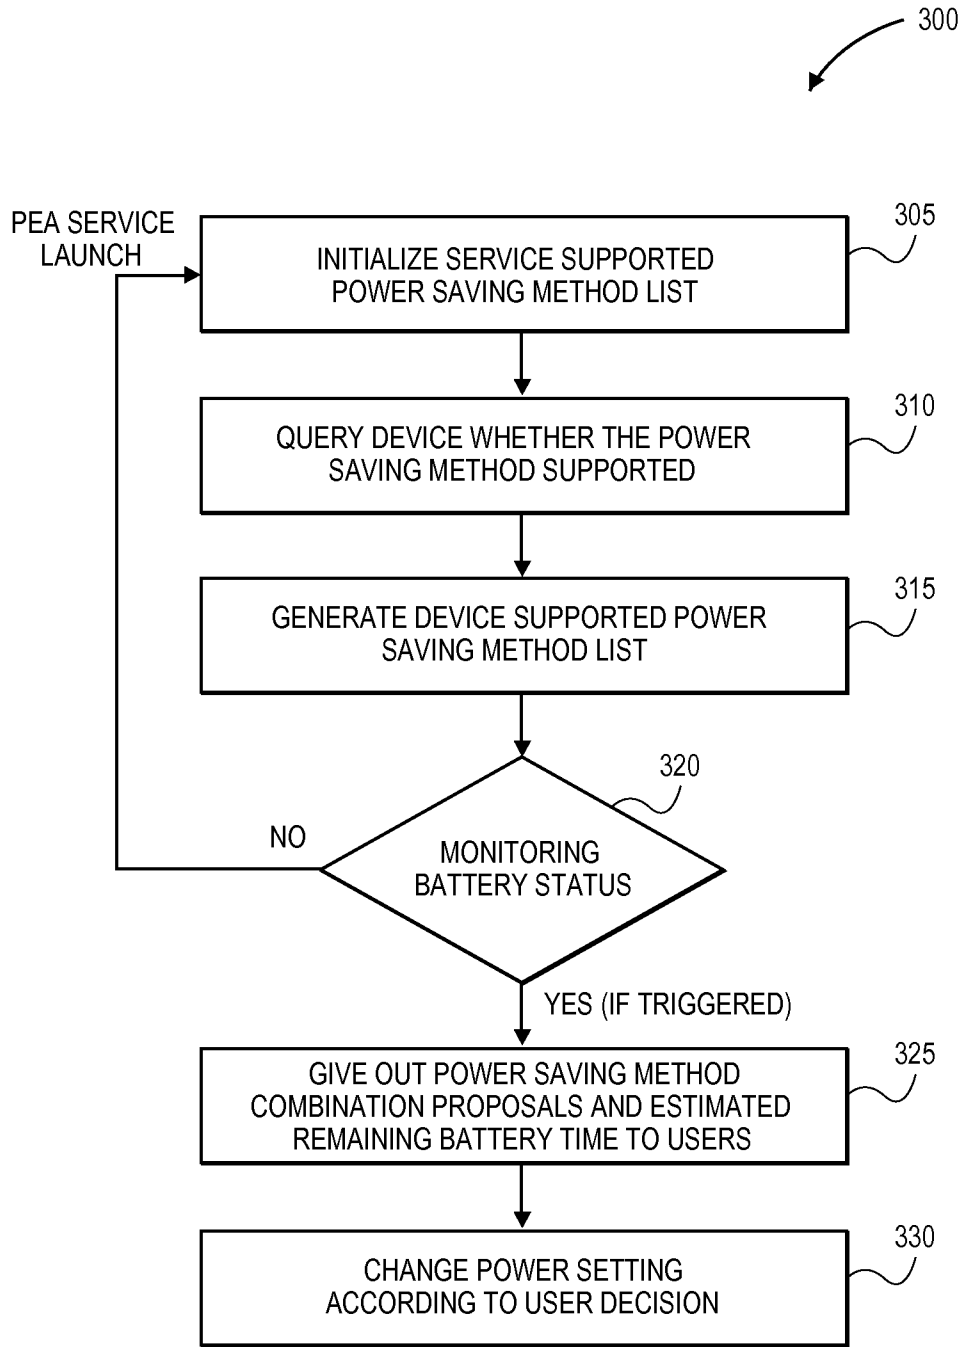 300
PEA SERVICE
LAUNCH
305
INITIALIZE SERVICE SUPPORTED
POWER SAVING METHOD LIST
310
QUERY DEVICE WHETHER THE POWER
SAVING METHOD SUPPORTED
315
GENERATE DEVICE SUPPORTED POWER
SAVING METHOD LIST
320
NO
MONITORING
BATTERY STATUS
YES (IF TRIGGERED)
325
GIVE OUT POWER SAVING METHOD
COMBINATION PROPOSALS AND ESTIMATED
REMAINING BATTERY TIME TO USERS
330
CHANGE POWER SETTING
ACCORDING TO USER DECISION